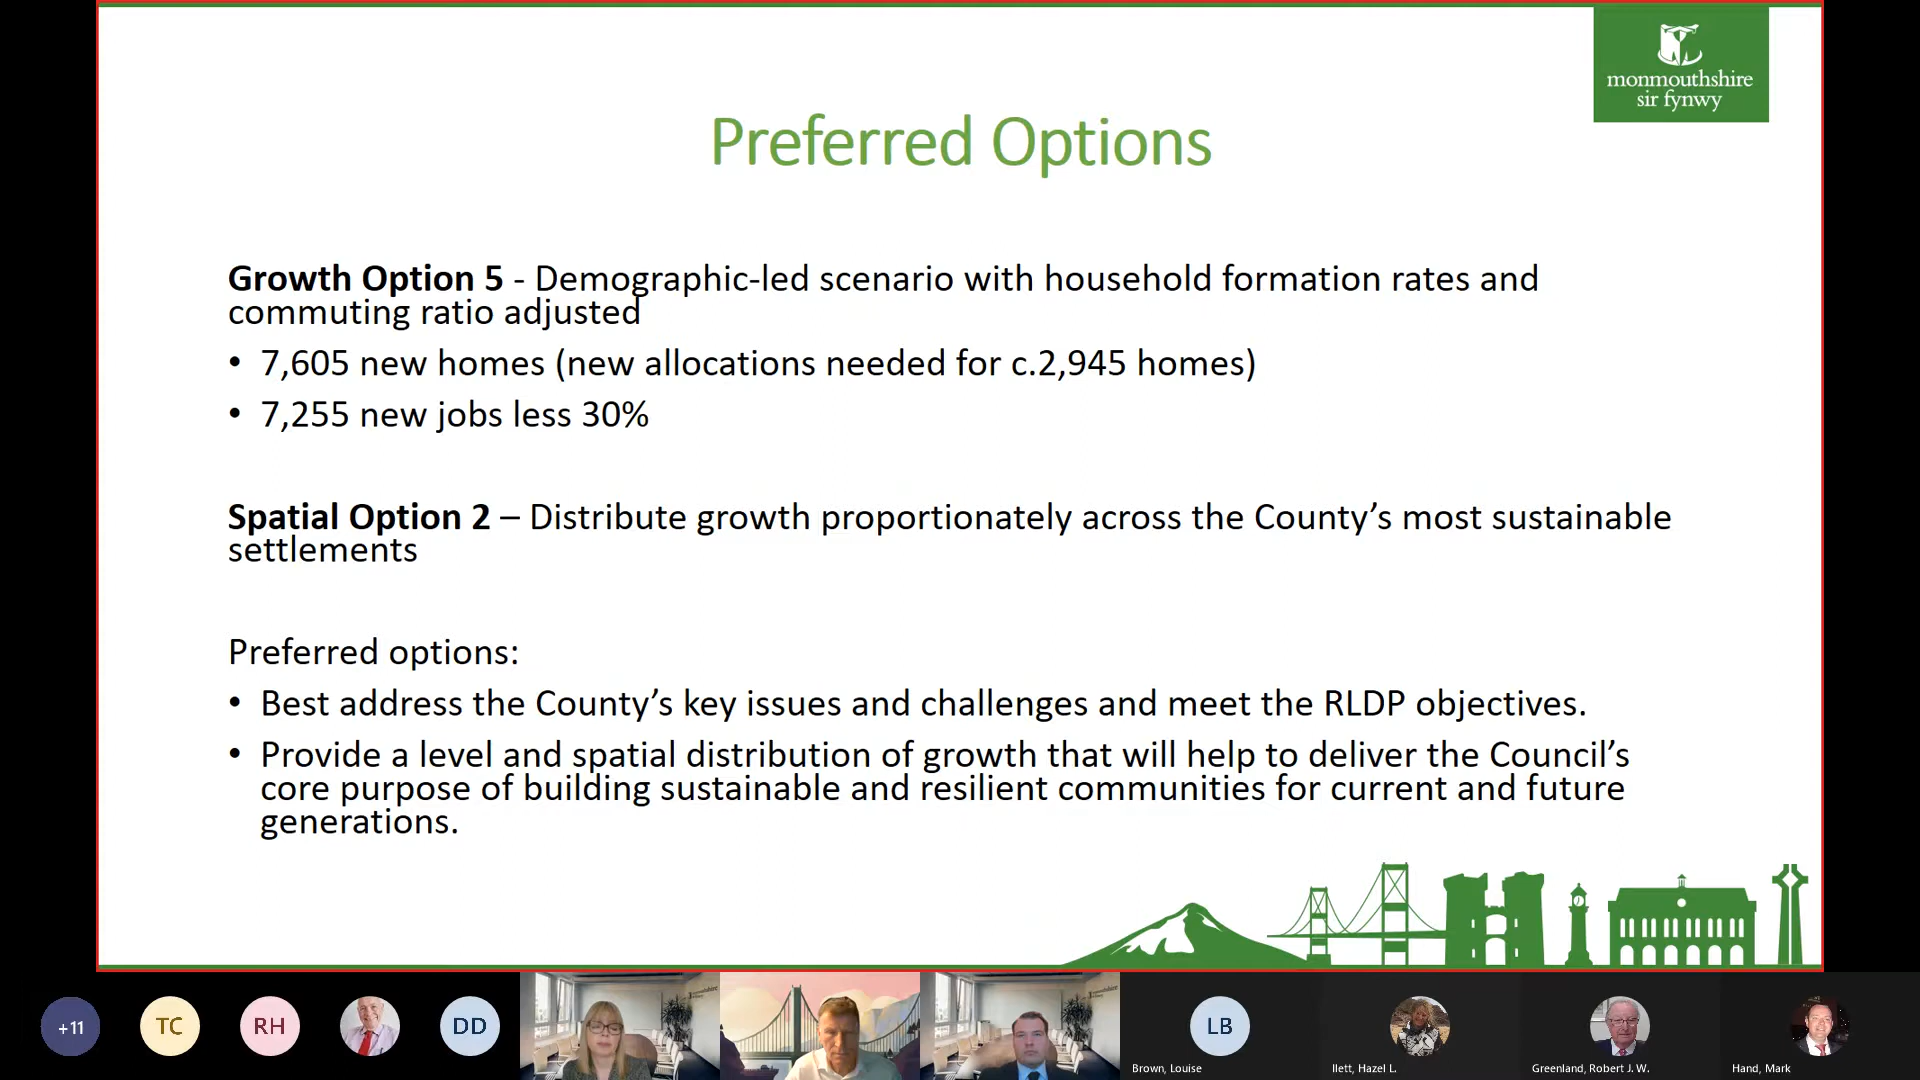 monmouthshire
sir fynwy
Preferred Options
Growth Option 5 - Demographic-led scenario with household formation rates and
commuting ratio adjusted
• 7,605 new homes (new allocations needed for c.2,945 homes)
• 7,255 new jobs less 30%
Spatial Option 2 – Distribute growth proportionately across the County’s most sustainable
settlements
Preferred options:
• Best address the County’s key issues and challenges and meet the RLDP objectives.
• Provide a level and spatial distribution of growth that will help to deliver the Council’s
core purpose of building sustainable and resilient communities for current and future
generations.
+11
TC
RH
DD
monmouthshire
monmouthshire
LB
Brown, Louise
Ilett, Hazel L.
Greenland, Robert J. W.
Hand, Mark